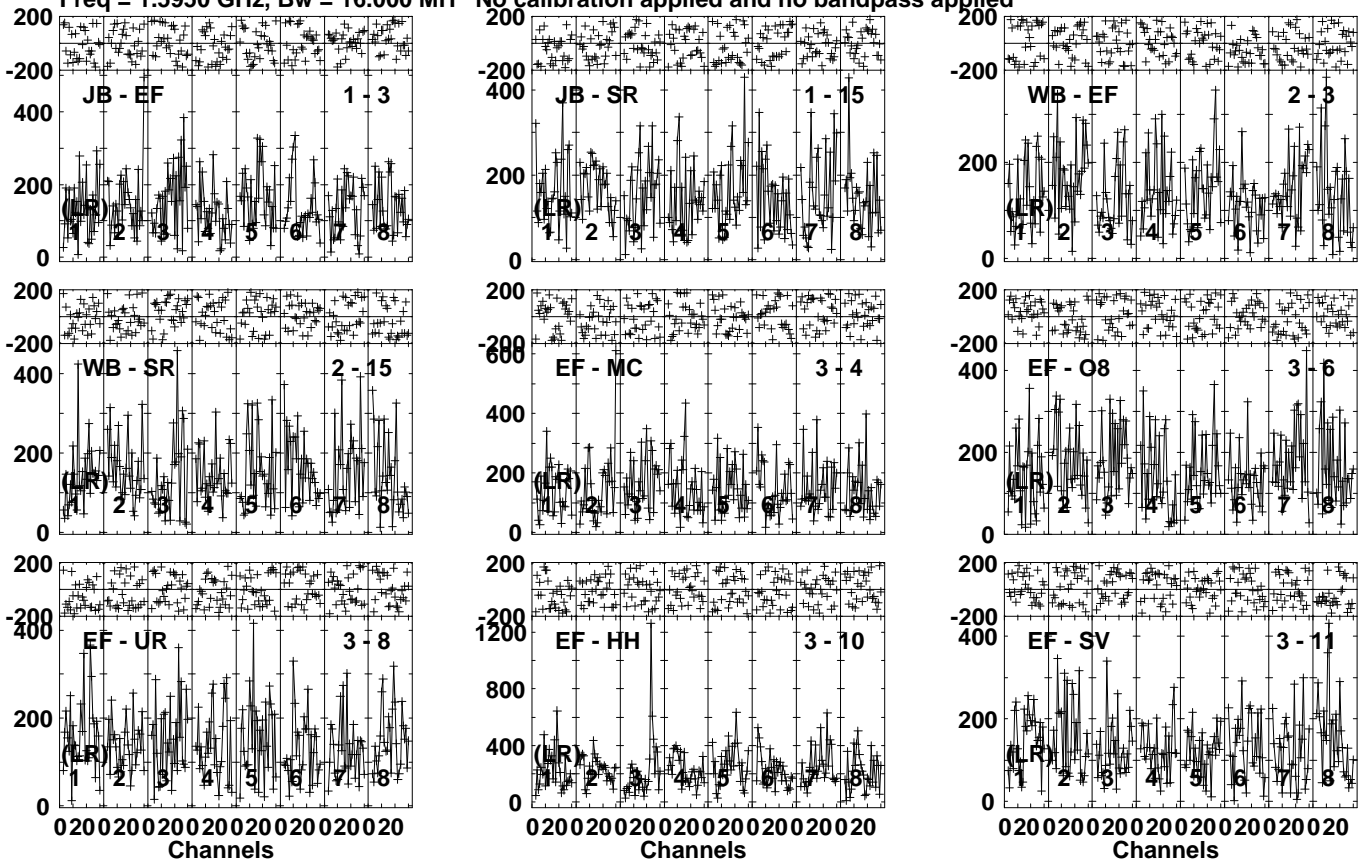 Freq = 1.5950 GHz, Bw = 16.000 MH No calibration applied and no bandpass applied
200
-200
JB - EF 1 - 3
400
200
0
(LR)
1 2 3 4 5 6 7 8
200
-200
JB - SR 1 - 15
400
200
0
(LR)
1 2 3 4 5 6 7 8
200
-200
WB - EF 2 - 3
200
0
(LR)
1 2 3 4 5 6 7 8
200
-200
WB - SR 2 - 15
400
200
0
(LR)
1 2 3 4 5 6 7 8
200
-200
600
EF - MC 3 - 4
400
200
0
(LR)
1 2 3 4 5 6 7 8
200
-200
EF - O8 3 - 6
400
200
0
(LR)
1 2 3 4 5 6 7 8
200
-200
400
EF - UR 3 - 8
200
0
(LR)
1 2 3 4 5 6 7 8
0 20 0 20 0 20 0 20 0 20 0 20 0 20 0 20
Channels
200
-200
1200
EF - HH 3 - 10
800
400
0
(LR)
1 2 3 4 5 6 7 8
0 20 0 20 0 20 0 20 0 20 0 20 0 20 0 20
Channels
200
-200
400
EF - SV 3 - 11
200
0
(LR)
1 2 3 4 5 6 7 8
0 20 0 20 0 20 0 20 0 20 0 20 0 20 0 20
Channels